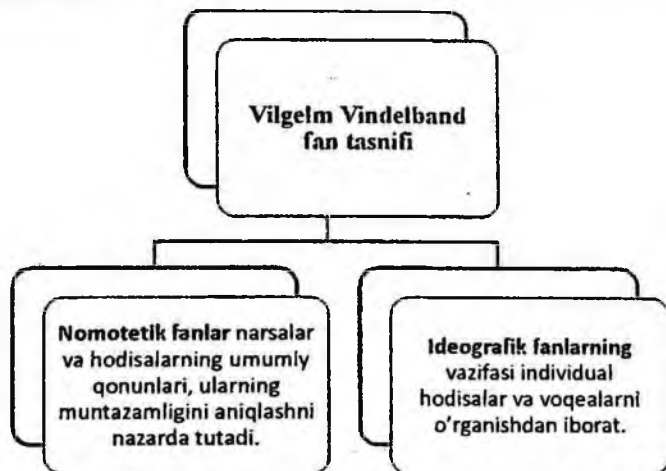 Vilgelm Vindelband
fan tasnifi
Nomotetik fanlar narsalar
va hodisalarning umumly
qonunlari, ularning
muntazamligini aniqlashni
nazarda tutadi.
Ideografik fanlarning
vazifasi individual
hodisalar va voqealarni
o'rganishdan iborat.